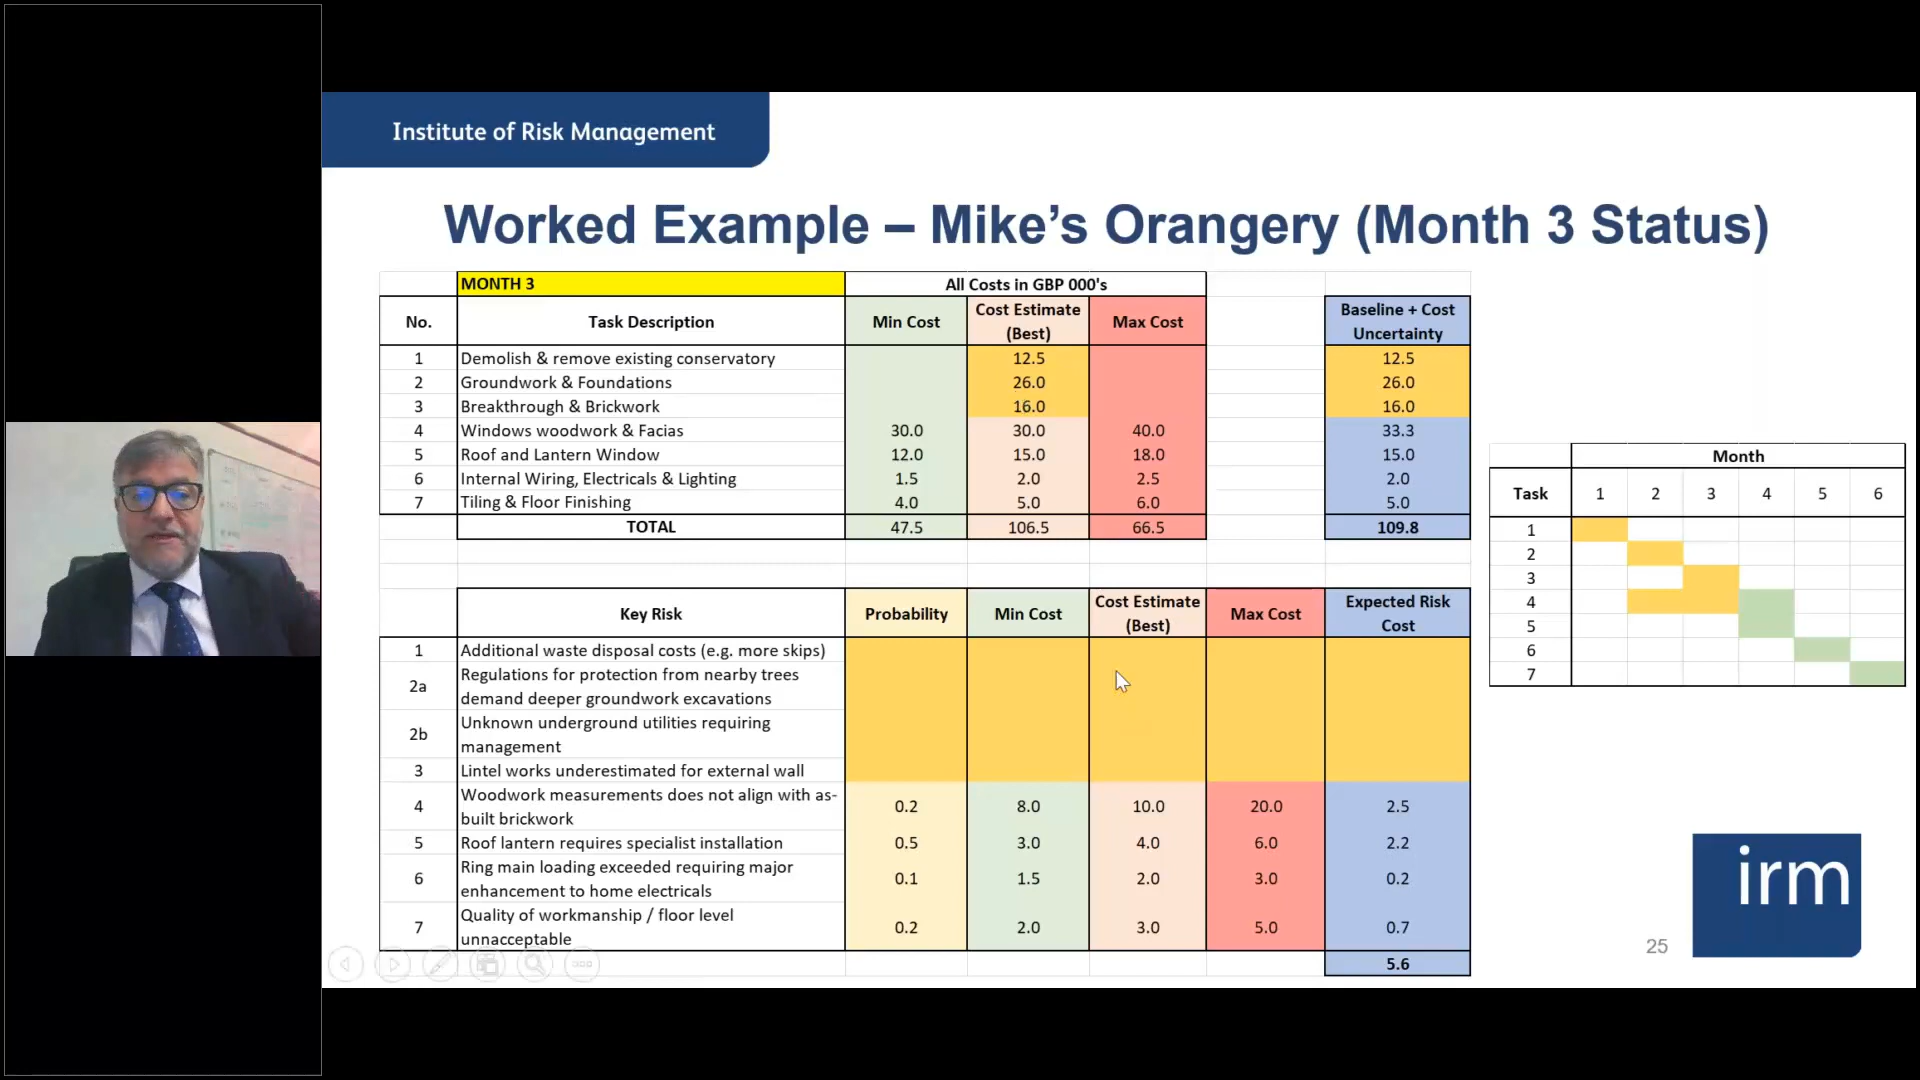 Institute of Risk Management
Worked Example – Mike's Orangery (Month 3 Status)
MONTH 3 All Costs in GBP 000's
No. Task Description Min Cost Cost Estimate (Best) Max Cost Baseline + Cost Uncertainty
1 Demolish & remove existing conservatory 12.5 12.5
2 Groundwork & Foundations 26.0 26.0
3 Breakthrough & Brickwork 16.0 16.0
4 Windows woodwork & Facias 30.0 30.0 40.0 33.3
5 Roof and Lantern Window 12.0 15.0 18.0 15.0
6 Internal Wiring, Electricals & Lighting 1.5 2.0 2.5 2.0
7 Tiling & Floor Finishing 4.0 5.0 6.0 5.0
TOTAL 47.5 106.5 66.5 109.8
Key Risk Probability Min Cost Cost Estimate (Best) Max Cost Expected Risk Cost
1 Additional waste disposal costs (e.g. more skips)
2a Regulations for protection from nearby trees
demand deeper groundwork excavations
2b Unknown underground utilities requiring
management
3 Lintel works underestimated for external wall
4 Woodwork measurements does not align with as-
built brickwork 0.2 8.0 10.0 20.0 2.5
5 Roof lantern requires specialist installation 0.5 3.0 4.0 6.0 2.2
6 Ring main loading exceeded requiring major
enhancement to home electricals 0.1 1.5 2.0 3.0 0.2
7 Quality of workmanship / floor level
unnacceptable 0.2 2.0 3.0 5.0 0.7
5.6
Month
Task 1 2 3 4 5 6
1
2
3
4
5
6
7
irm
25